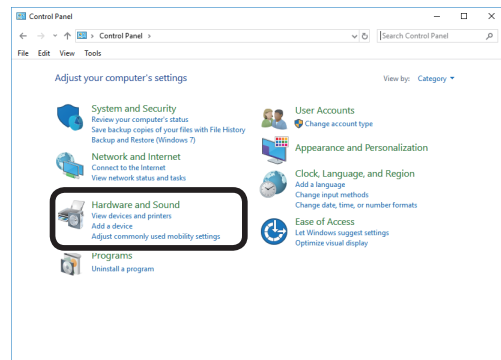 Control Panel
Control Panel
Search Control Panel
File Edit View Tools
Adjust your computer's settings
View by: Category
System and Security
Review your computer's status
Save backup copies of your files with File History
Backup and Restore (Windows 7)
Network and Internet
Connect to the Internet
View network status and tasks
Hardware and Sound
View devices and printers
Add a device
Adjust commonly used mobility settings
Programs
Uninstall a program
User Accounts
Change account type
Appearance and Personalization
Clock, Language, and Region
Add a language
Change input methods
Change date, time, or number formats
Ease of Access
Let Windows suggest settings
Optimize visual display